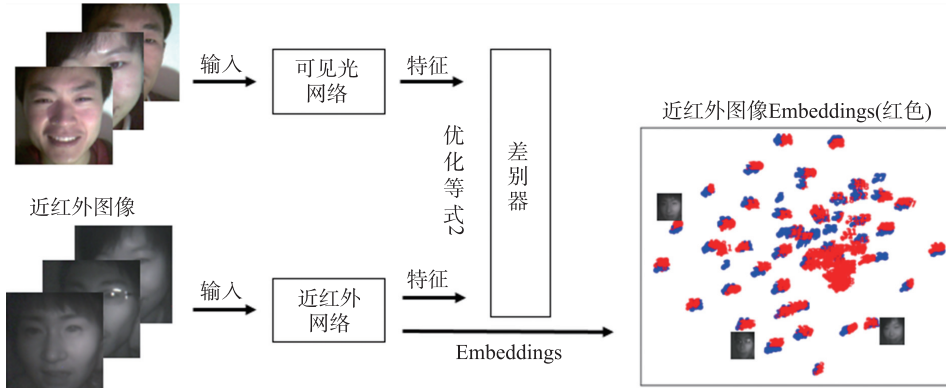 输入
可见光
网络
特征
优化等式2
差别器
近红外图像Embeddings(红色)
近红外图像
输入
近红外
网络
特征
Embeddings